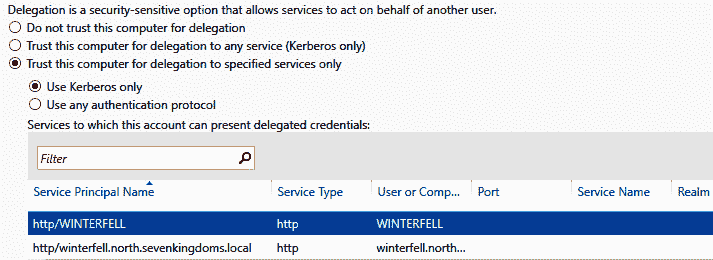 Delegation is a security-sensitive option that allows services to act on behalf of another user.
Do not trust this computer for delegation
Trust this computer for delegation to any service (Kerberos only)
Trust this computer for delegation to specified services only
Use Kerberos only
Use any authentication protocol
Services to which this account can present delegated credentials:
Filter
Service Principal Name Service Type User or Comp... Port Service Name Realm
http/WINTERFELL http WINTERFELL
http/winterfell.north.sevenkingdoms.local http winterfell.north...